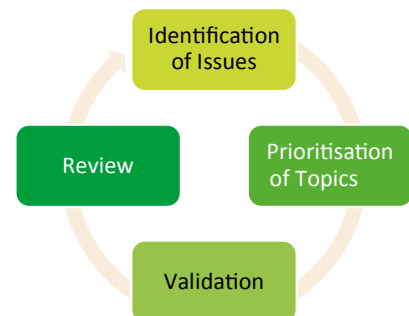 Identification
of Issues
Prioritisation
of Topics
Validation
Review